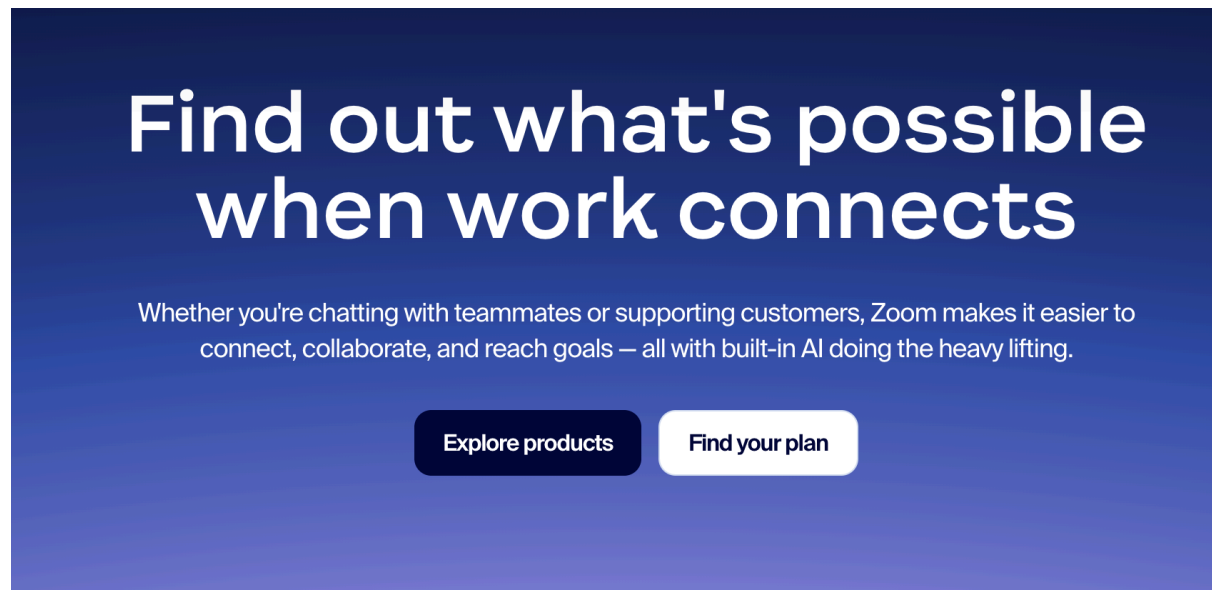 Find out what's possible
when work connects
Whether you're chatting with teammates or supporting customers, Zoom makes it easier to
connect, collaborate, and reach goals — all with built-in AI doing the heavy lifting.
Explore products
Find your plan